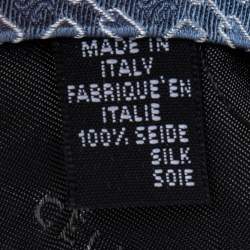 MADE IN
ITALY
FABRIQUE'EN
ITALIE
100% SEIDE
SILK
SOIE